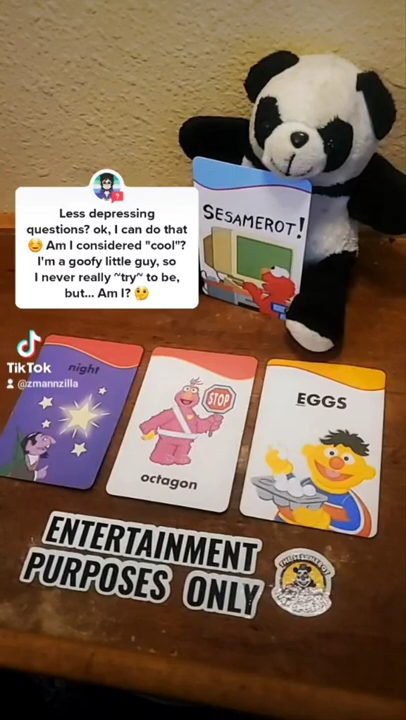 Less depressing
questions? ok, I can do that
☺️ Am I considered "cool"?
I'm a goofy little guy, so
I never really ~try~ to be,
but... Am I? 🤔
SESAMEROT!
TikTok
@zmannzilla
night
STOP
octagon
EGGS
ENTERTAINMENT
PURPOSES ONLY